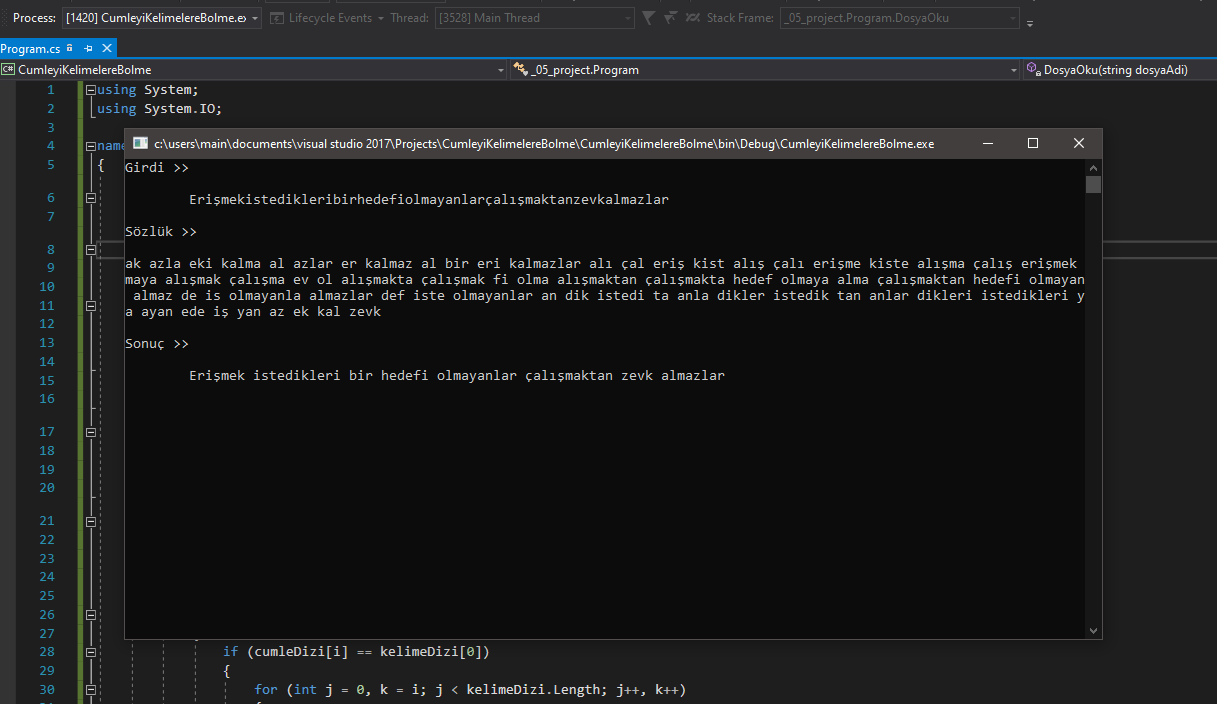 Process: [1420] CumleyiKelimelereBolme.ex Lifecycle Events Thread: [3528] Main Thread Stack Frame: _05_project.Program.DosyaOku
Program.cs
C# CumleyiKelimelereBolme _05_project.Program DosyaOku(string dosyaAdi)
1 using System;
2 using System.IO;
3
4 name
5 {
c:\users\main\documents\visual studio 2017\Projects\CumleyiKelimelereBolme\CumleyiKelimelereBolme\bin\Debug\CumleyiKelimelereBolme.exe
Girdi >>
Erişmekistedikleribirhedefiolmayanlarçalışmaktanzevkalmazlar
Sözlük >>
ak azla eki kalma al azlar er kalmaz al bir eri kalmazlar alı çal eriş kist alış çalı erişme kiste alışma çalış erişmek
maya alışmak çalışma ev ol alışmakta çalışmak fi olma alışmaktan çalışmakta hedef olmaya alma çalışmaktan hedefi olmayan
almaz de is olmayanla almazlar def iste olmayanlar an dik istedi ta anla dikler istedik tan anlar dikleri istedikleri y
a ayan ede iş yan az ek kal zevk
Sonuç >>
Erişmek istedikleri bir hedefi olmayanlar çalışmaktan zevk almazlar
6
7
8
9
10
11
12
13
14
15
16
17
18
19
20
21
22
23
24
25
26
27
28 if (cumleDizi[i] == kelimeDizi[0])
29 {
30 for (int j = 0, k = i; j < kelimeDizi.Length; j++, k++)